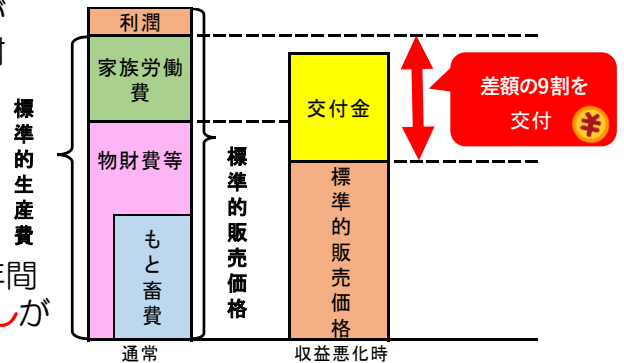 が
利潤
家族労働
費
物財費等
もと畜費
標準的生産費
標準的販売価格
通常
交付金
標準的販売価格
収益悪化時
差額の9割を
交付
¥
間
しが